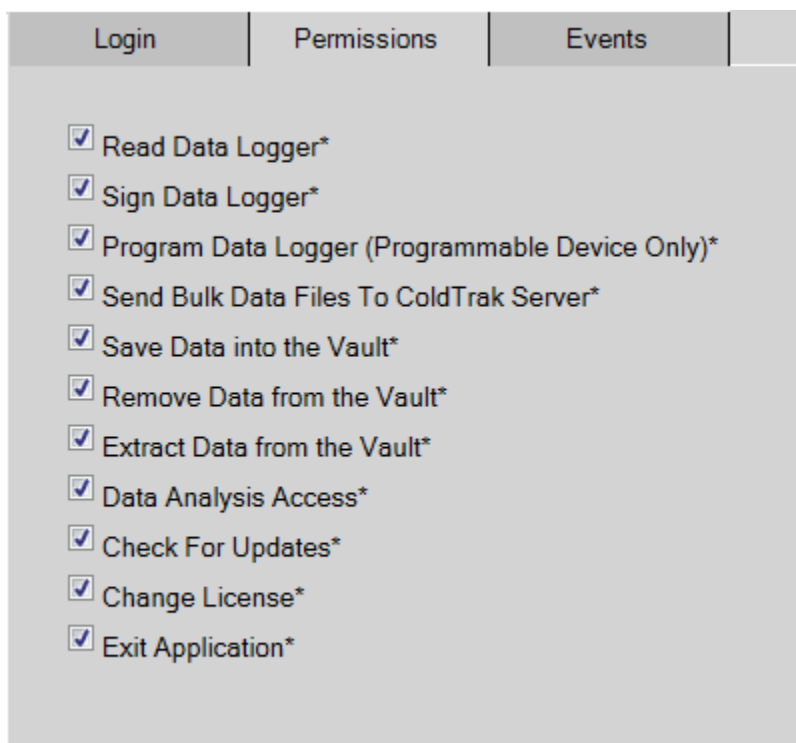 Login Permissions Events
Read Data Logger*
Sign Data Logger*
Program Data Logger (Programmable Device Only)*
Send Bulk Data Files To ColdTrak Server*
Save Data into the Vault*
Remove Data from the Vault*
Extract Data from the Vault*
Data Analysis Access*
Check For Updates*
Change License*
Exit Application*